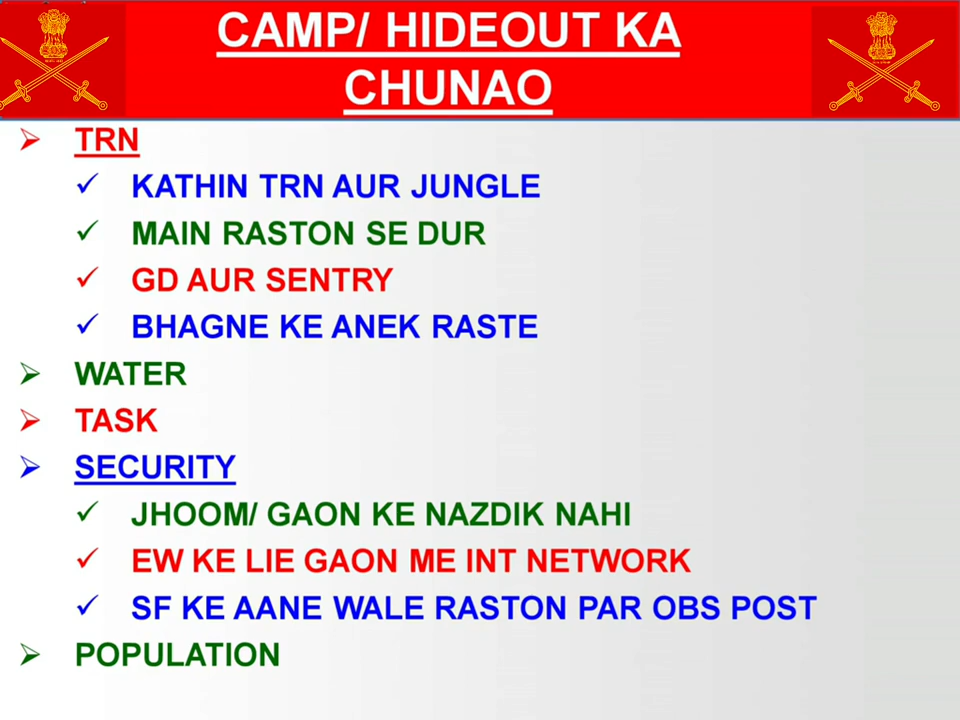 CAMP/ HIDEOUT KA
CHUNAO
TRN
KATHIN TRN AUR JUNGLE
MAIN RASTON SE DUR
GD AUR SENTRY
BHAGNE KE ANEK RASTE
WATER
TASK
SECURITY
JHOOM/ GAON KE NAZDIK NAHI
EW KE LIE GAON ME INT NETWORK
SF KE AANE WALE RASTON PAR OBS POST
POPULATION